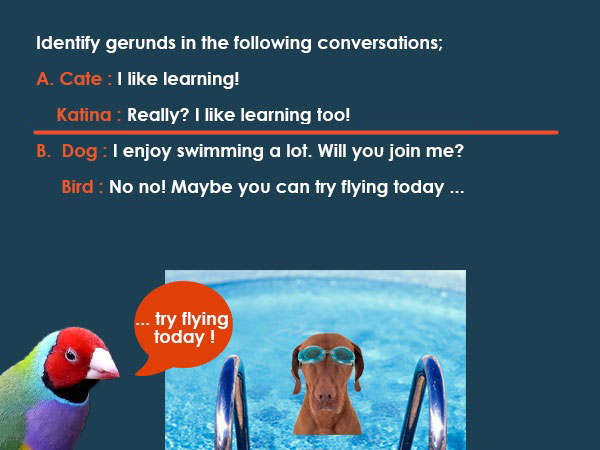 Identify gerunds in the following conversations;
A. Cate : I like learning!
Katina : Really? I like learning too!
B. Dog : I enjoy swimming a lot. Will you join me?
Bird : No no! Maybe you can try flying today ...
... try flying
today !